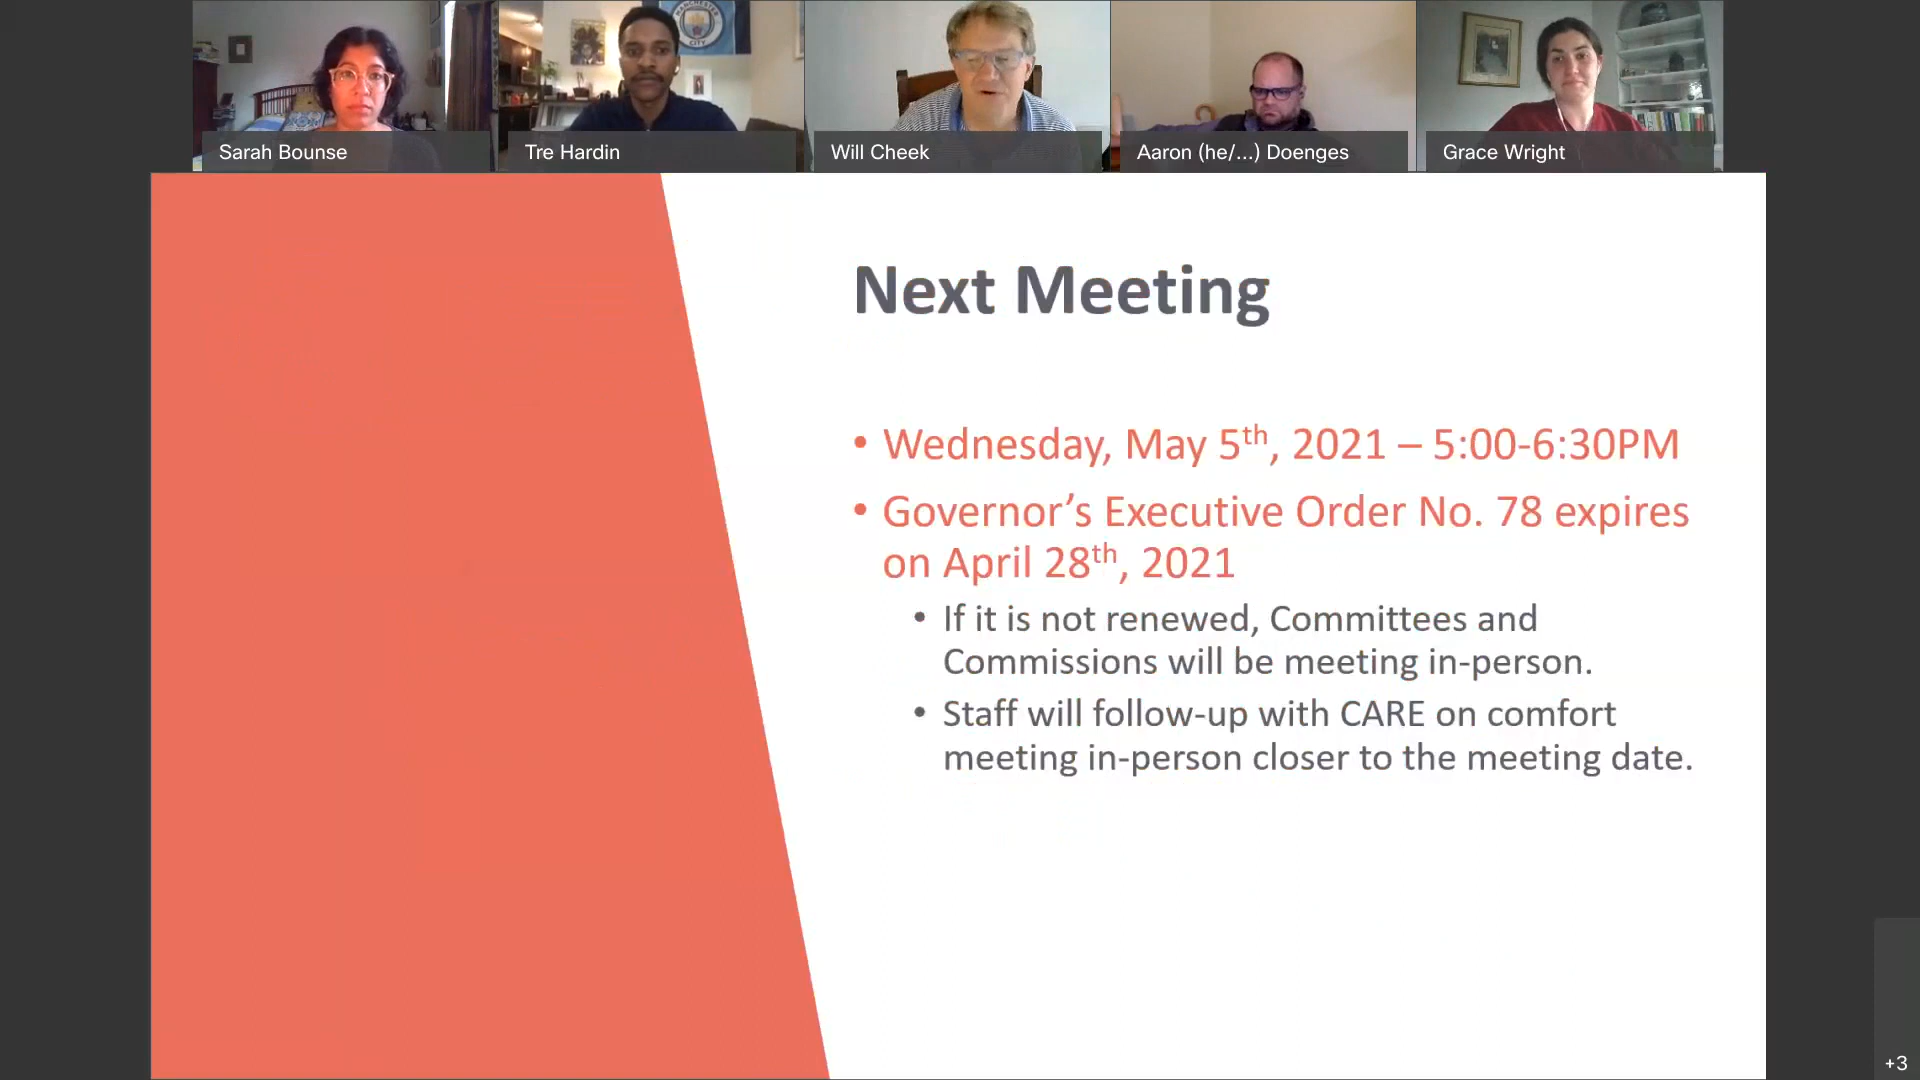 MANCHESTER
CITY
Sarah Bounse
Tre Hardin
Will Cheek
Aaron (he/...) Doenges
Grace Wright
Next Meeting
• Wednesday, May 5th, 2021 – 5:00-6:30PM
• Governor’s Executive Order No. 78 expires
on April 28th, 2021
• If it is not renewed, Committees and
Commissions will be meeting in-person.
• Staff will follow-up with CARE on comfort
meeting in-person closer to the meeting date.
+3